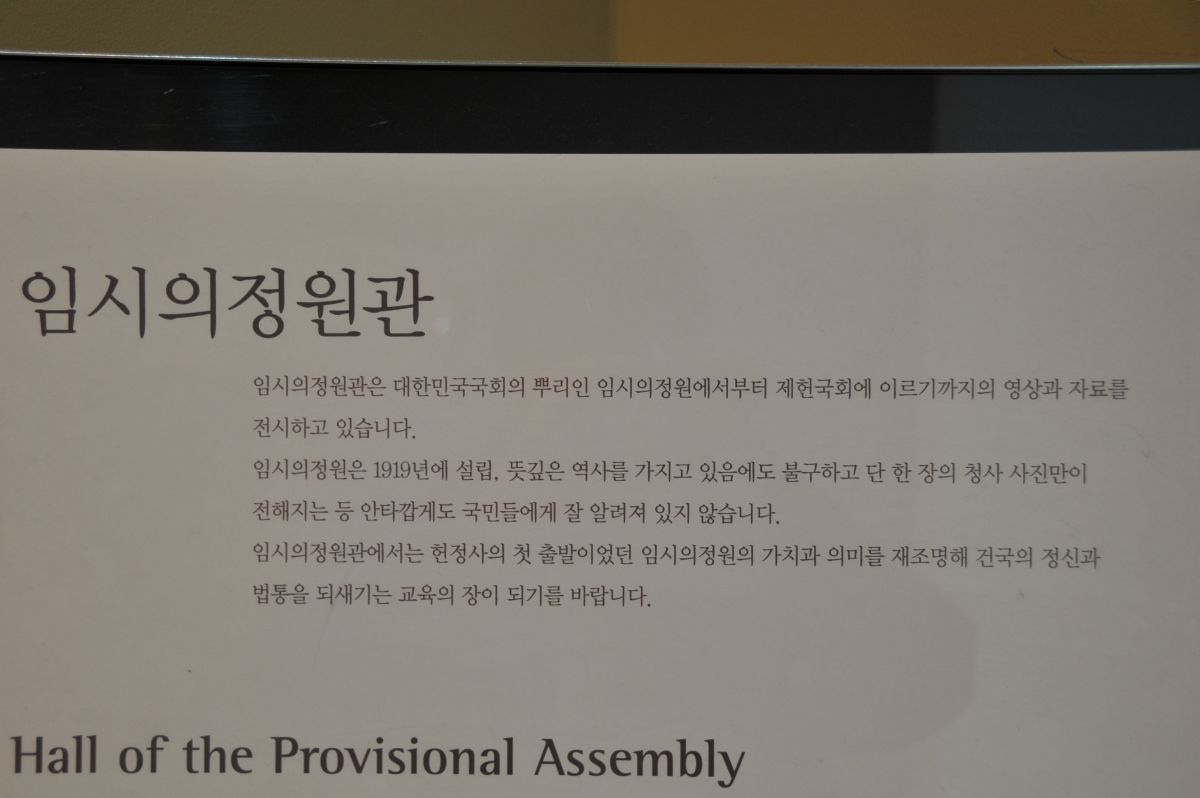 임시의정원관
임시의정원관은 대한민국국회의 뿌리인 임시의정원에서부터 제헌국회에 이르기까지의 영상과 자료를
전시하고 있습니다.
임시의정원은 1919년에 설립, 뜻깊은 역사를 가지고 있음에도 불구하고 단 한 장의 청사 사진만이
전해지는 등 안타깝게도 국민들에게 잘 알려져 있지 않습니다.
임시의정원관에서는 헌정사의 첫 출발이었던 임시의정원의 가치과 의미를 재조명해 건국의 정신과
법통을 되새기는 교육의 장이 되기를 바랍니다.
Hall of the Provisional Assembly